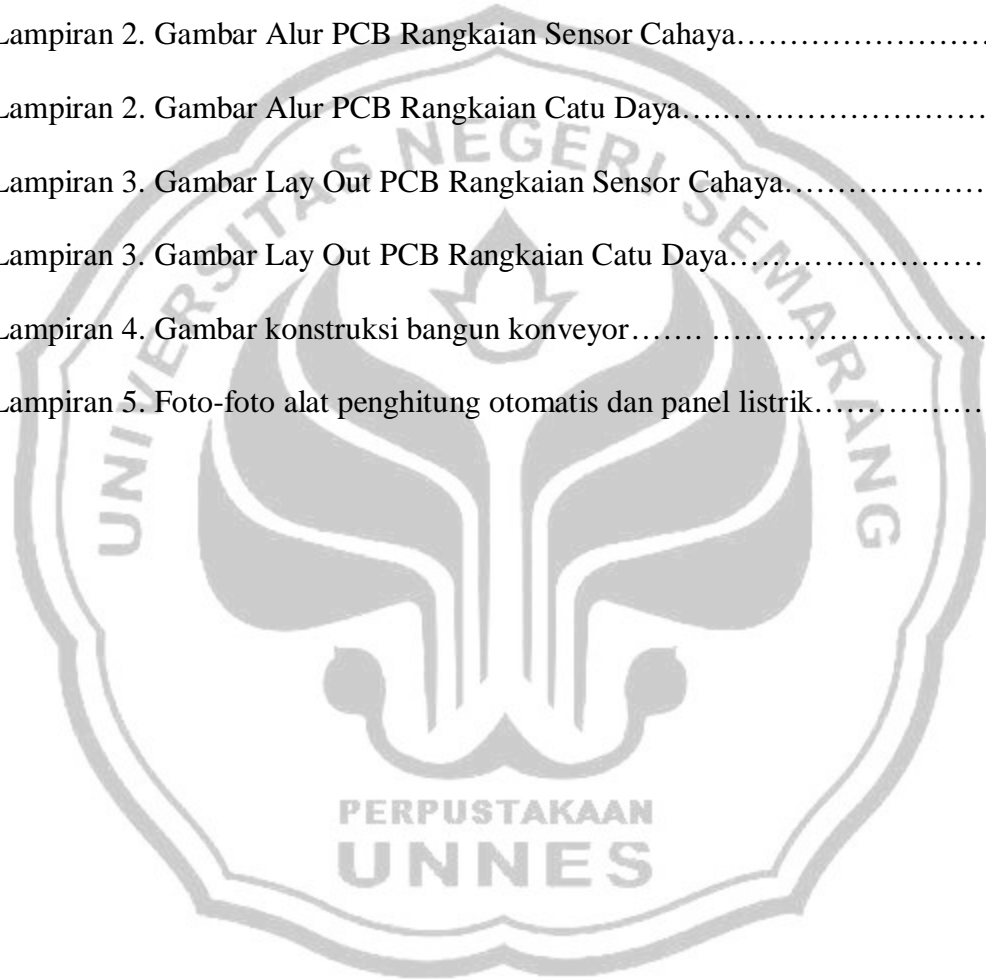 Lampiran 2. Gambar Alur PCB Rangkaian Sensor Cahaya……………………
Lampiran 2. Gambar Alur PCB Rangkaian Catu Daya….……………………
Lampiran 3. Gambar Lay Out PCB Rangkaian Sensor Cahaya………………
Lampiran 3. Gambar Lay Out PCB Rangkaian Catu Daya……………………
Lampiran 4. Gambar konstruksi bangun konveyor……. ……………………
Lampiran 5. Foto-foto alat penghitung otomatis dan panel listrik……………
UNIVERSITAS NEGERI SEMARANG
PERPUSTAKAAN
UNNES